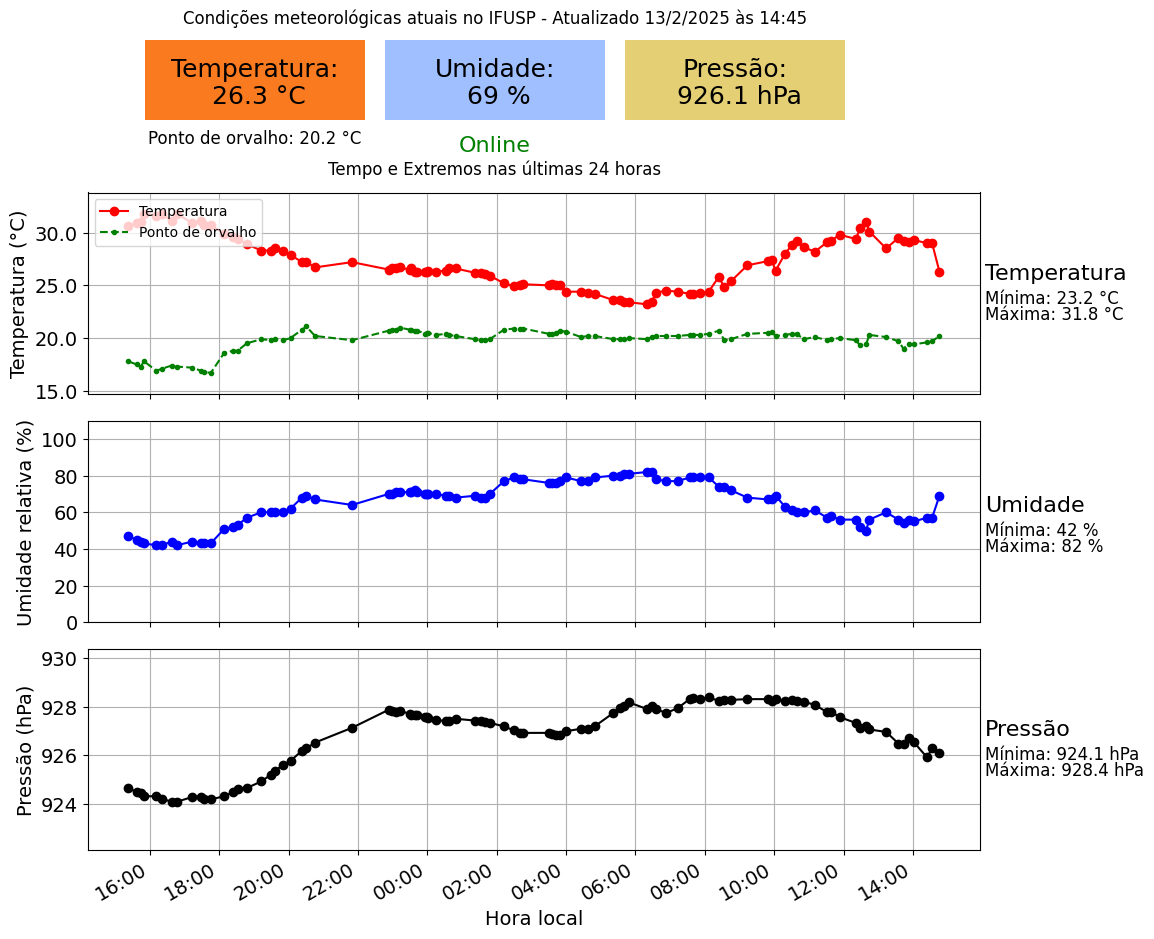 Condições meteorológicas atuais no IFUSP - Atualizado 13/2/2025 às 14:45
Temperatura:
26.3 °C
Umidade:
69 %
Pressão:
926.1 hPa
Ponto de orvalho: 20.2 °C
Online
Tempo e Extremos nas últimas 24 horas
Temperatura (°C)
30.0
25.0
20.0
15.0
Temperatura
Ponto de orvalho
Temperatura
Mínima: 23.2 °C
Máxima: 31.8 °C
Umidade relativa (%)
100
80
60
40
20
0
Umidade
Mínima: 42 %
Máxima: 82 %
Pressão (hPa)
930
928
926
924
Pressão
Mínima: 924.1 hPa
Máxima: 928.4 hPa
16:00 18:00 20:00 22:00 00:00 02:00 04:00 06:00 08:00 10:00 12:00 14:00
Hora local